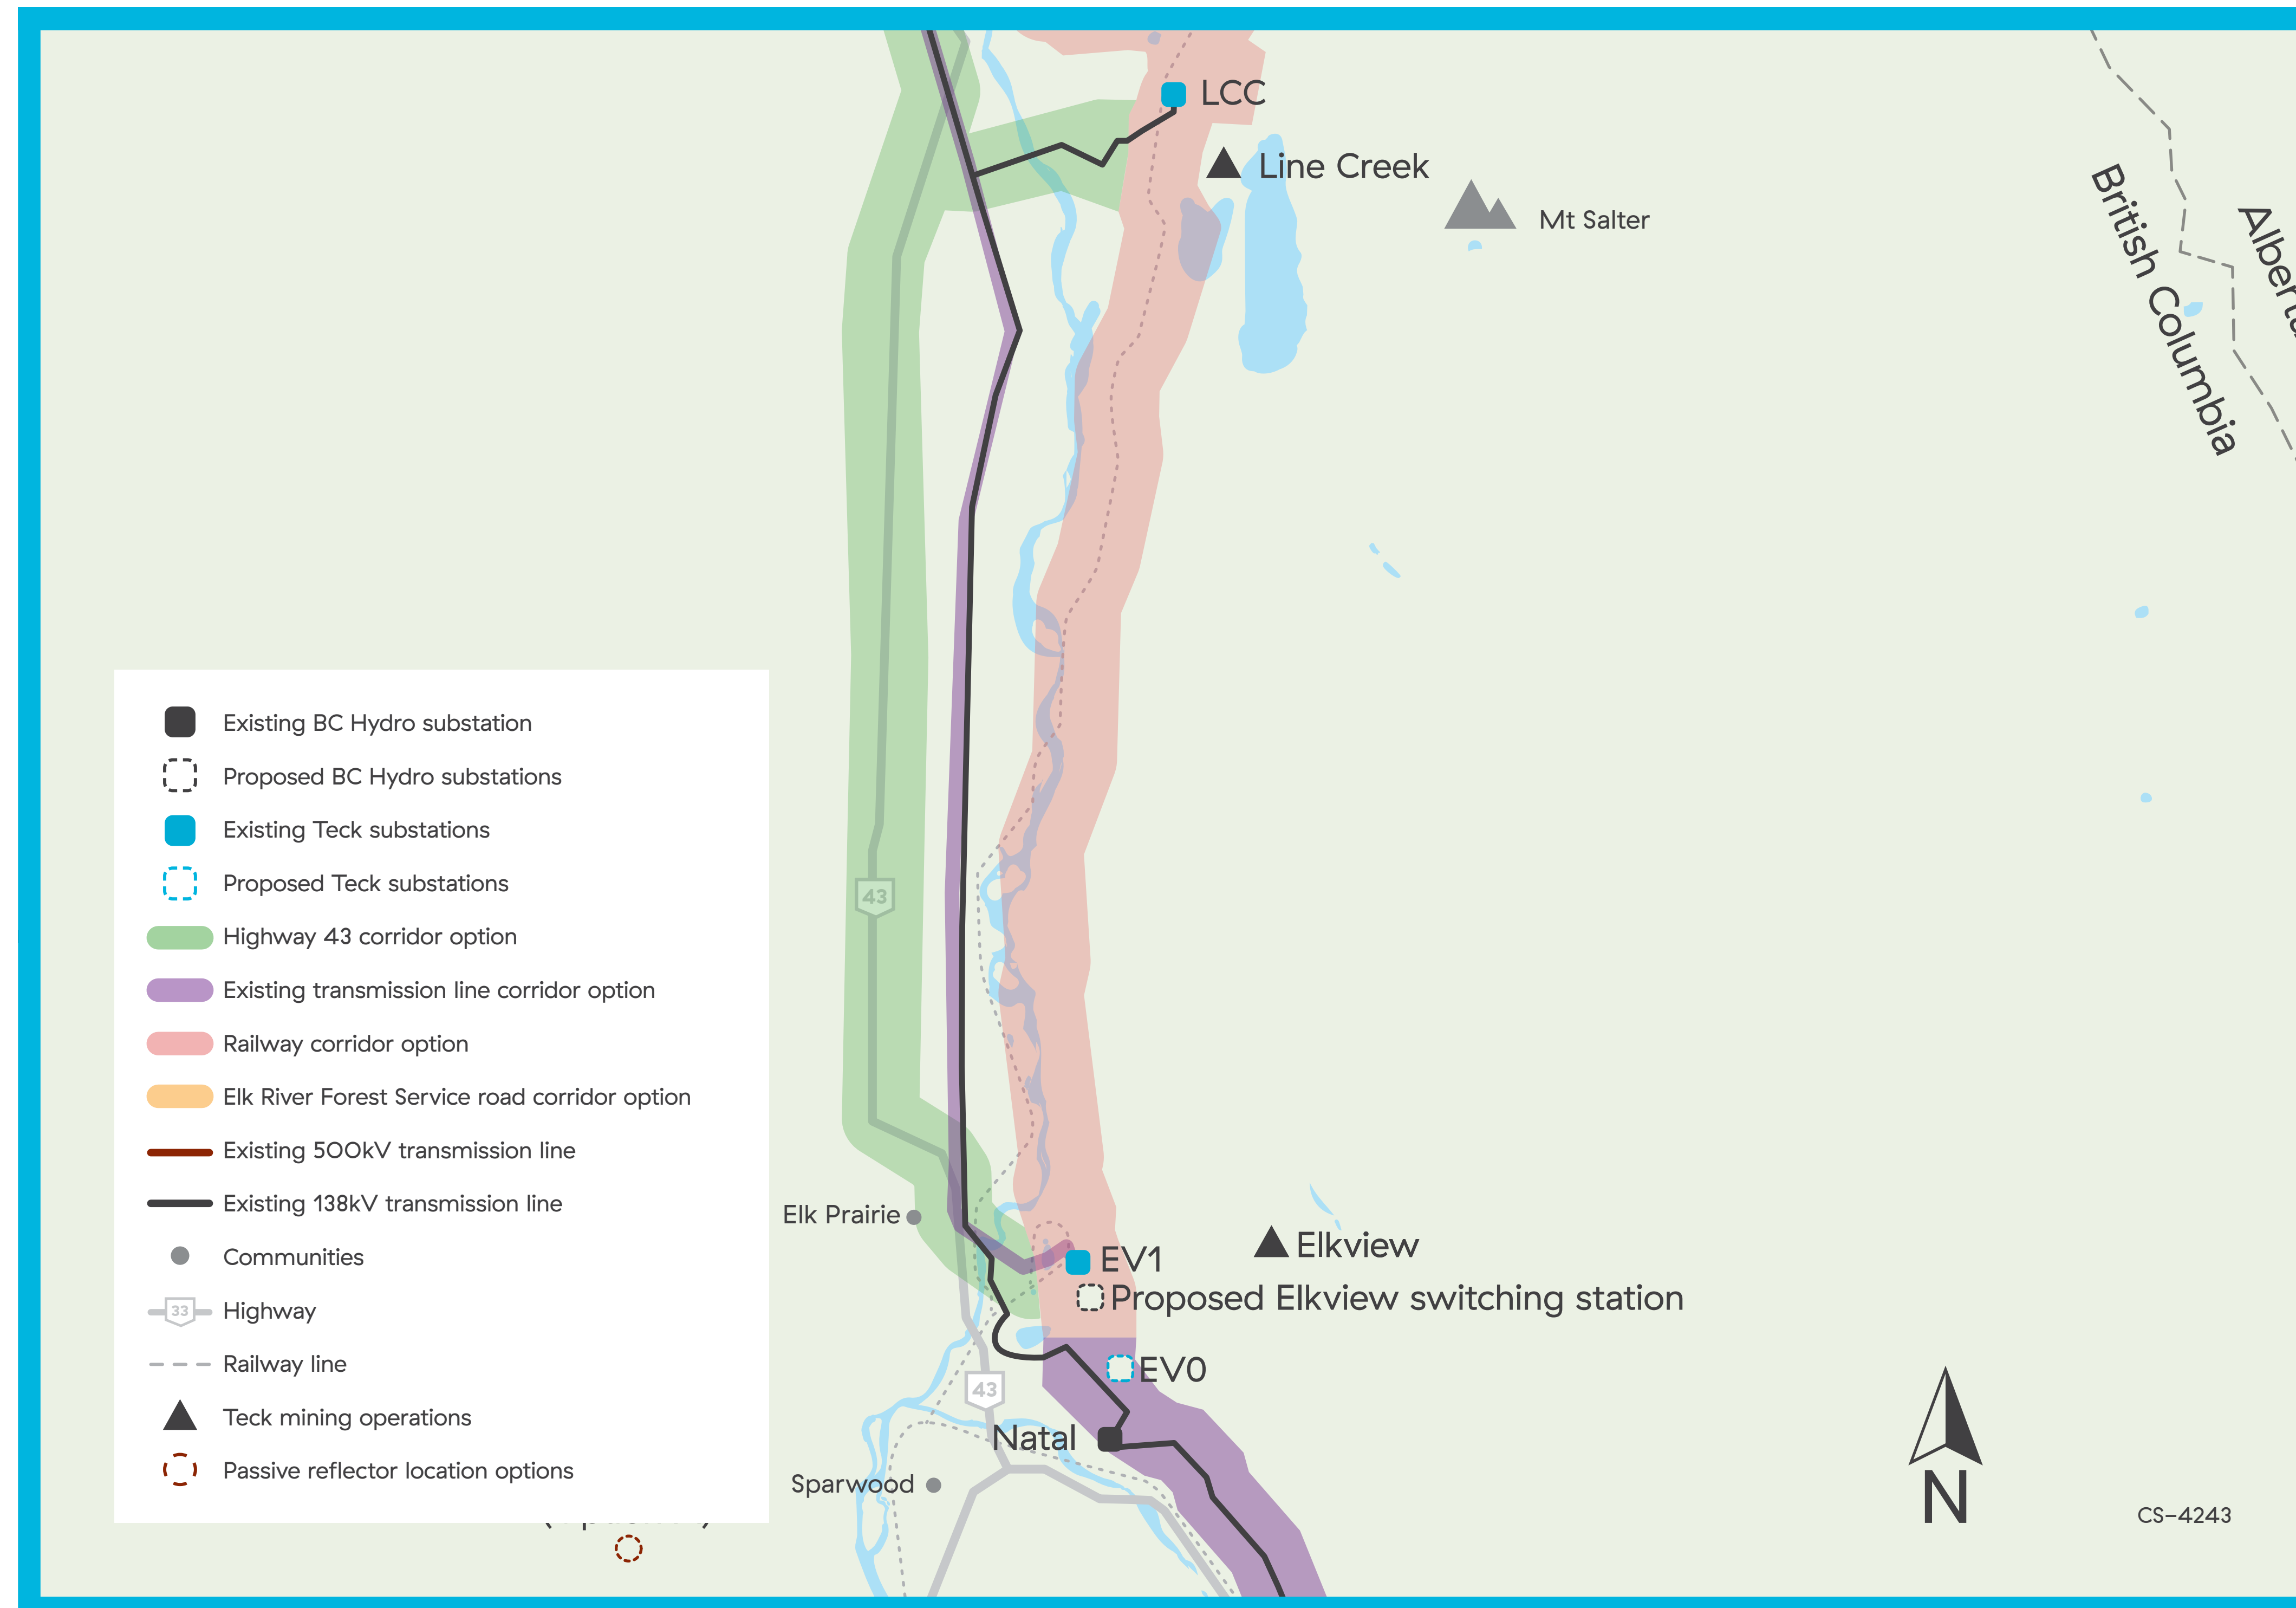 LCC
Line Creek
Mt Salter
British Columbia
Existing BC Hydro substation
Proposed BC Hydro substations
Existing Teck substations
Proposed Teck substations
Highway 43 corridor option
Existing transmission line corridor option
Railway corridor option
Elk River Forest Service road corridor option
Existing 500kV transmission line
Existing 138kV transmission line
Communities
33
Highway
Railway line
Teck mining operations
Passive reflector location options
43
Elk Prairie
EV1
Elkview
Proposed Elkview switching station
EV0
43
Natal
Sparwood
N
CS-4243